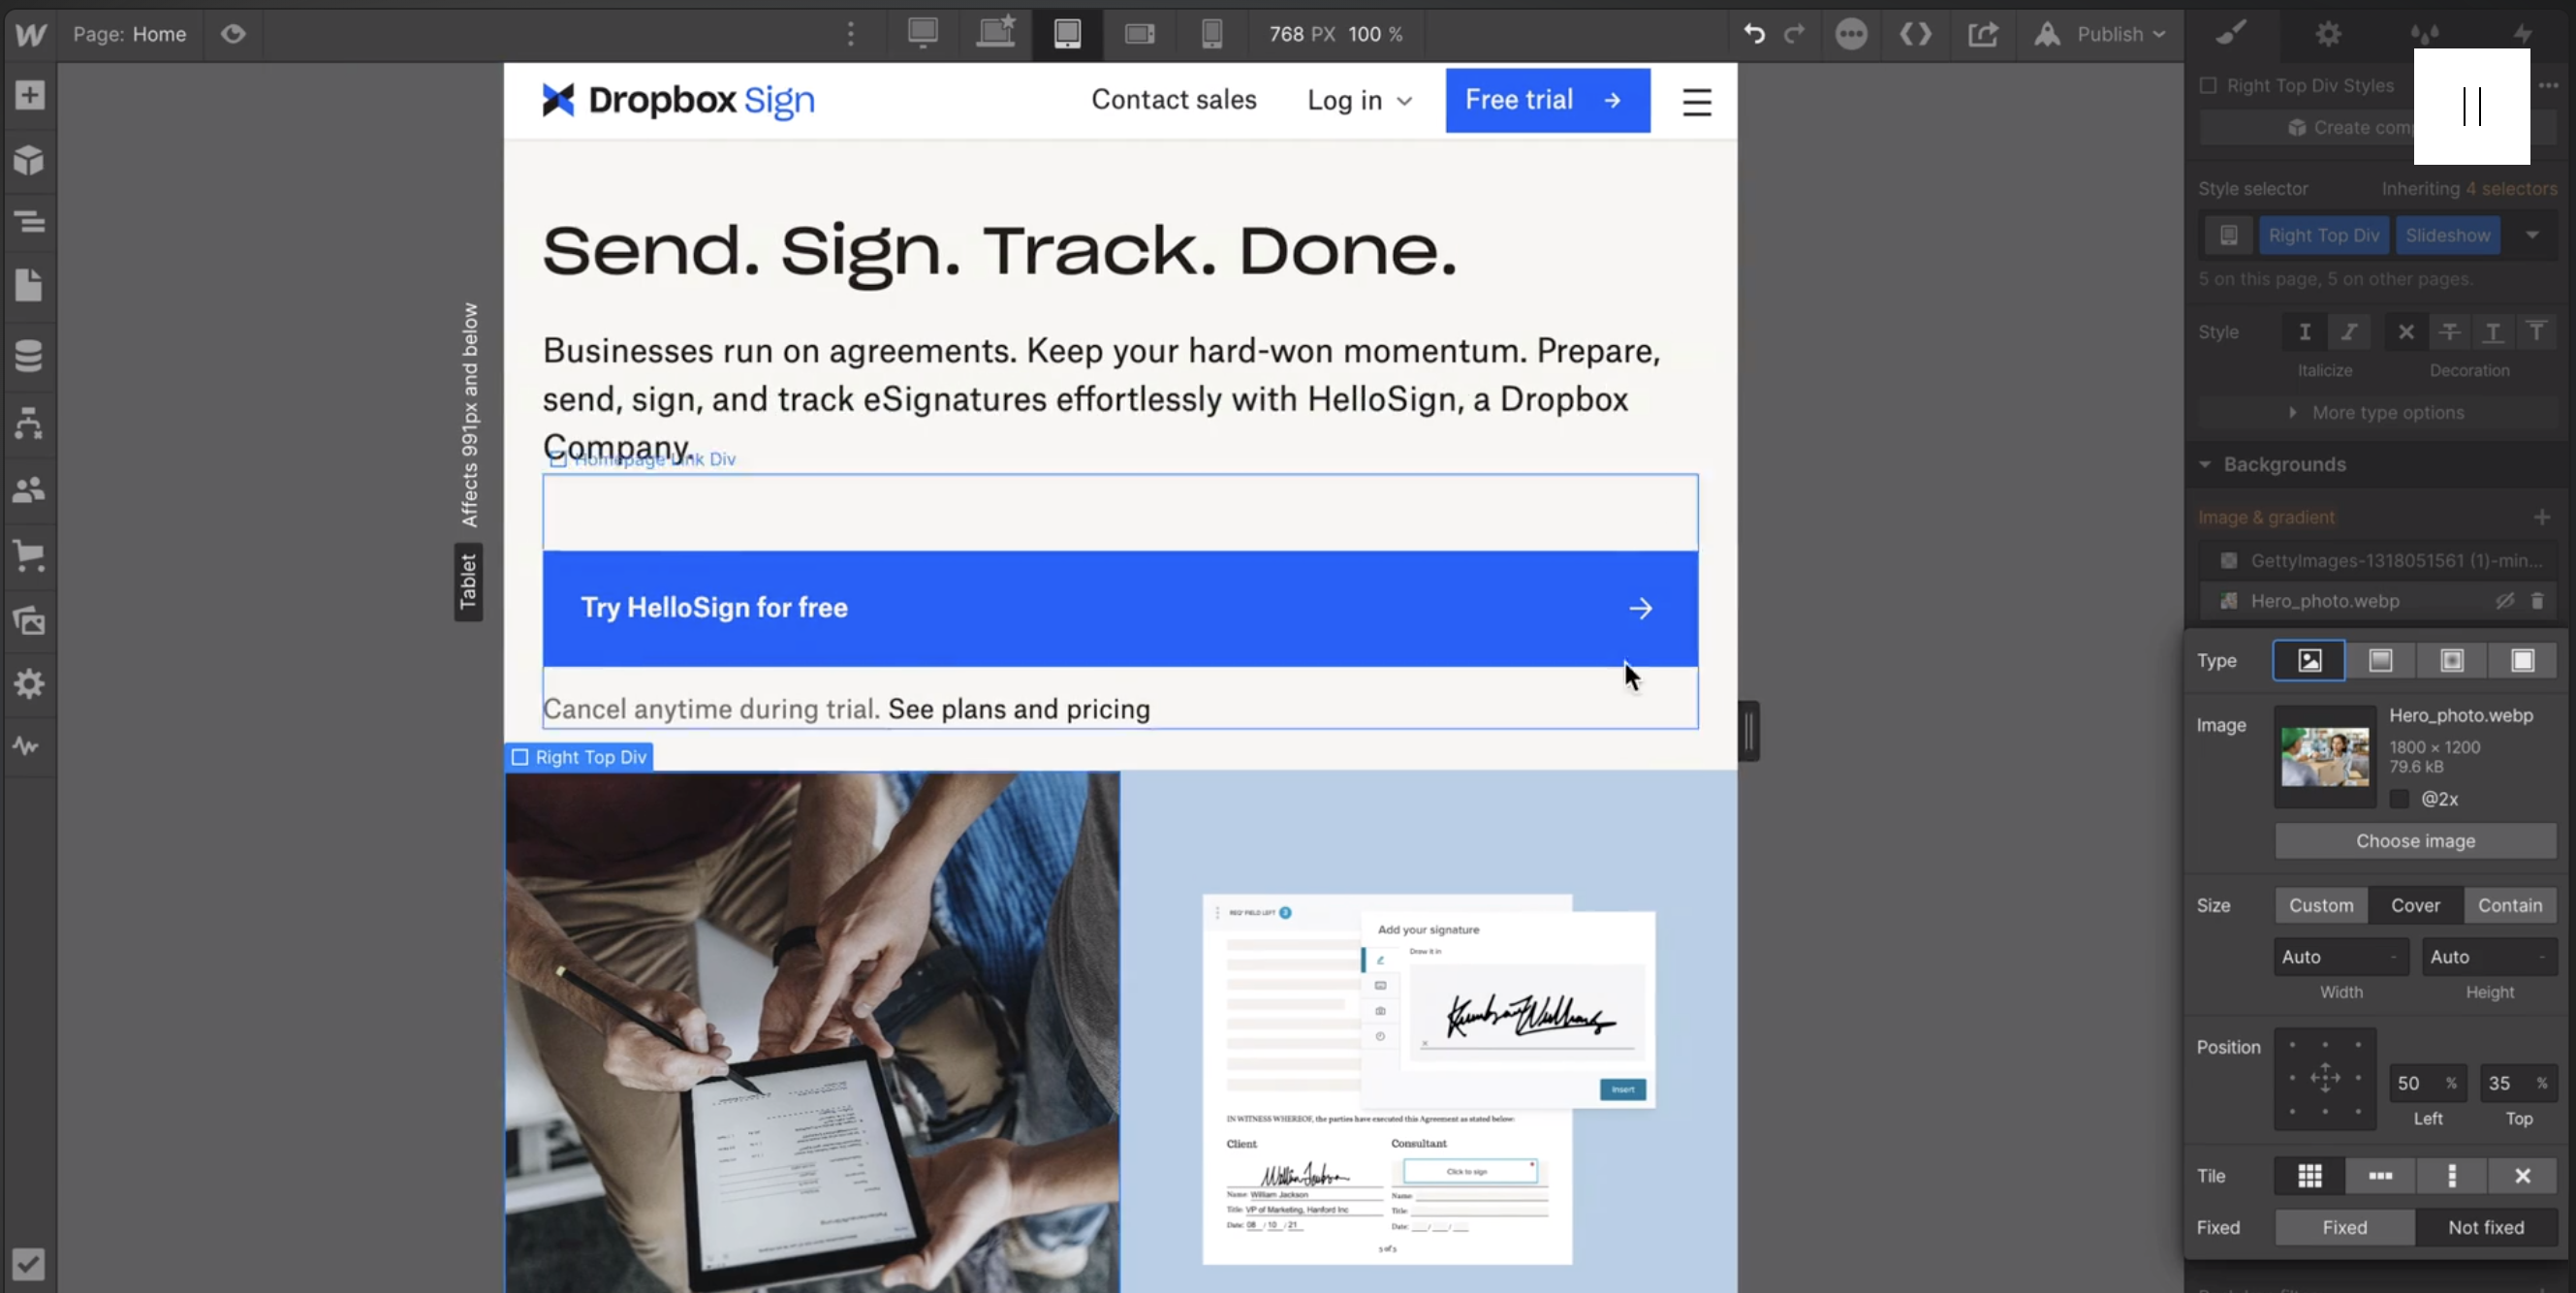 Page: Home
768 PX 100 %
Publish
Dropbox Sign
Contact sales
Log in
Free trial
Send. Sign. Track. Done.
Businesses run on agreements. Keep your hard-won momentum. Prepare,
send, sign, and track eSignatures effortlessly with HelloSign, a Dropbox
Company.
Homepage Link Div
Try HelloSign for free
Cancel anytime during trial. See plans and pricing
Right Top Div
Affects 991px and below
Tablet
Add your signature
Draw it in
Insert
IN WITNESS WHEREOF, the parties have executed this Agreement as stated below:
Client
Consultant
Click to sign
Name: William Jackson
Name:
Title: VP of Marketing, Hanford Inc
Title:
Date: 08 / 10 / 21
Date: / /
5 of 5
Right Top Div Styles
Create com
Style selector
Inheriting 4 selectors
Right Top Div
Slideshow
5 on this page, 5 on other pages.
Style
Italicize
Decoration
More type options
Backgrounds
Image & gradient
GettyImages-1318051561 (1)-min...
Hero_photo.webp
Type
Image
Hero_photo.webp
1800 × 1200
79.6 kB
@2x
Choose image
Size
Custom
Cover
Contain
Auto -
Auto -
Width
Height
Position
50 %
35 %
Left
Top
Tile
Fixed
Fixed
Not fixed